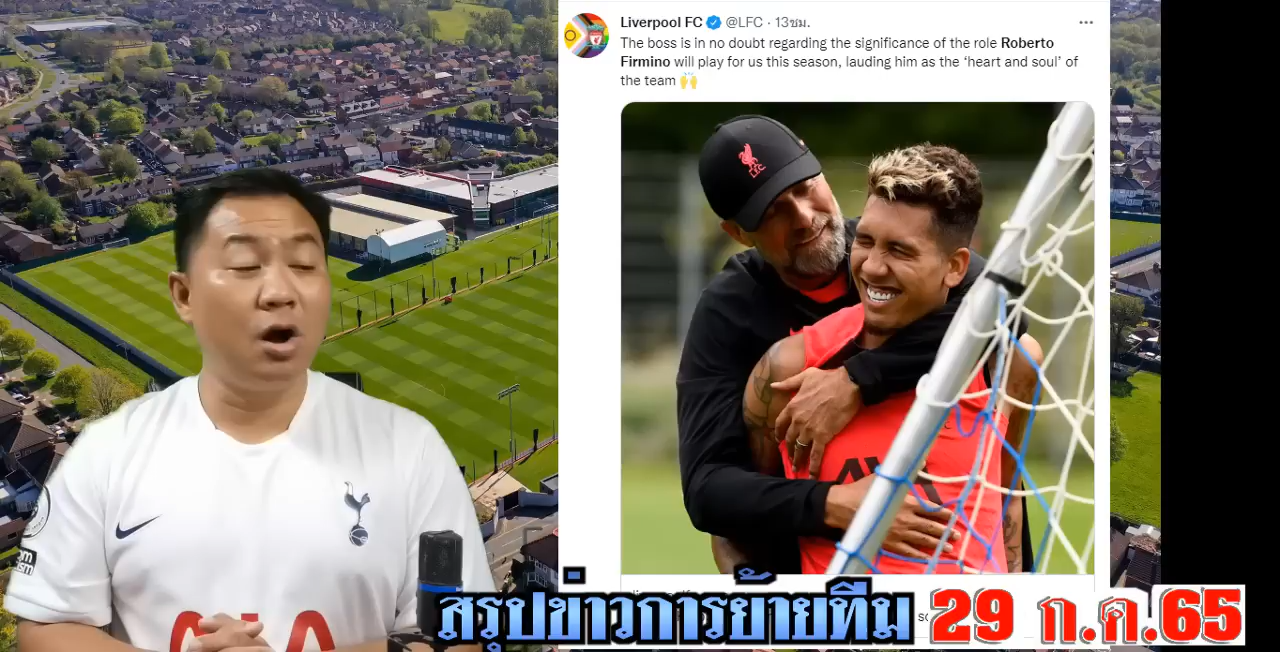 Liverpool FC @LFC · 13ชม.
The boss is in no doubt regarding the significance of the role Roberto
Firmino will play for us this season, lauding him as the ‘heart and soul’ of
the team 🙌
LFC
AIA
สรุปข่าวการย้ายทีม 29 ก.ค.65